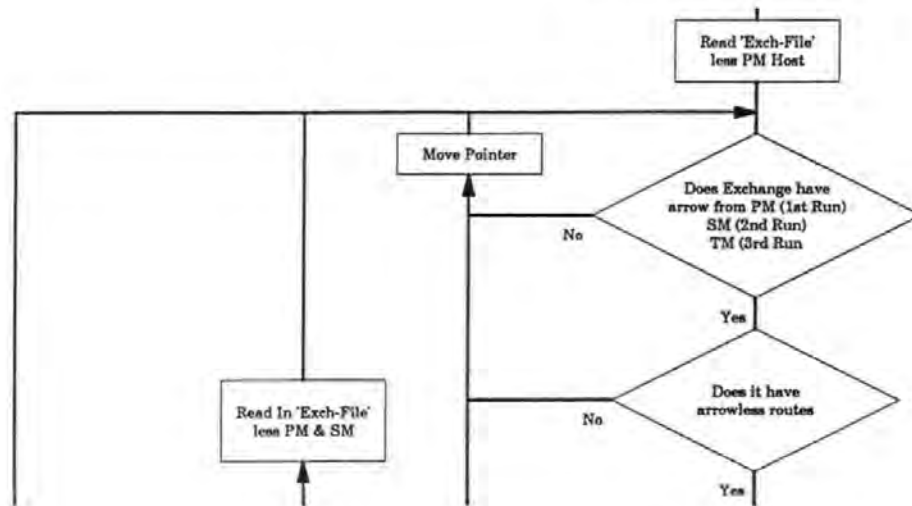 Read 'Exch-File'
less PM Host
Move Pointer
Does Exchange have
arrow from PM (1st Run)
SM (2nd Run)
TM (3rd Run
No
Yes
Does it have
arrowless routes
No
Read In 'Exch-File'
less PM & SM
Yes